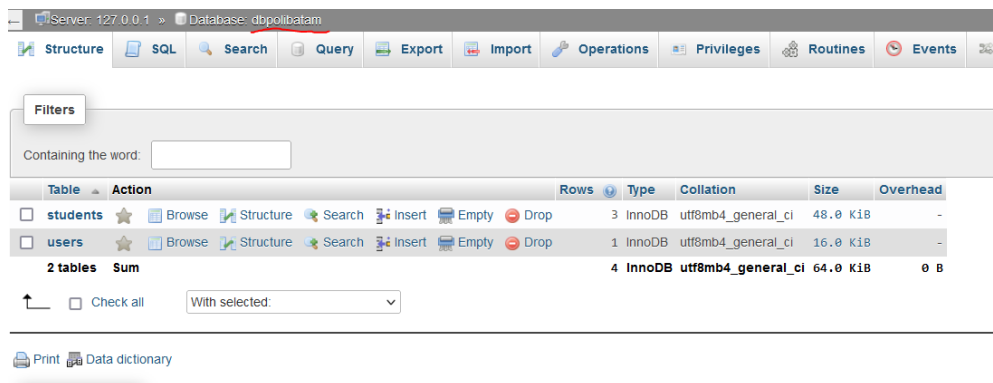 Server: 127.0.0.1 » Database: dbpolibatam
Structure SQL Search Query Export Import Operations Privileges Routines Events
Filters
Containing the word:
Table Action Rows Type Collation Size Overhead
students Browse Structure Search Insert Empty Drop 3 InnoDB utf8mb4_general_ci 48.0 KiB -
users Browse Structure Search Insert Empty Drop 1 InnoDB utf8mb4_general_ci 16.0 KiB -
2 tables Sum 4 InnoDB utf8mb4_general_ci 64.0 KiB 0 B
Check all With selected:
Print Data dictionary